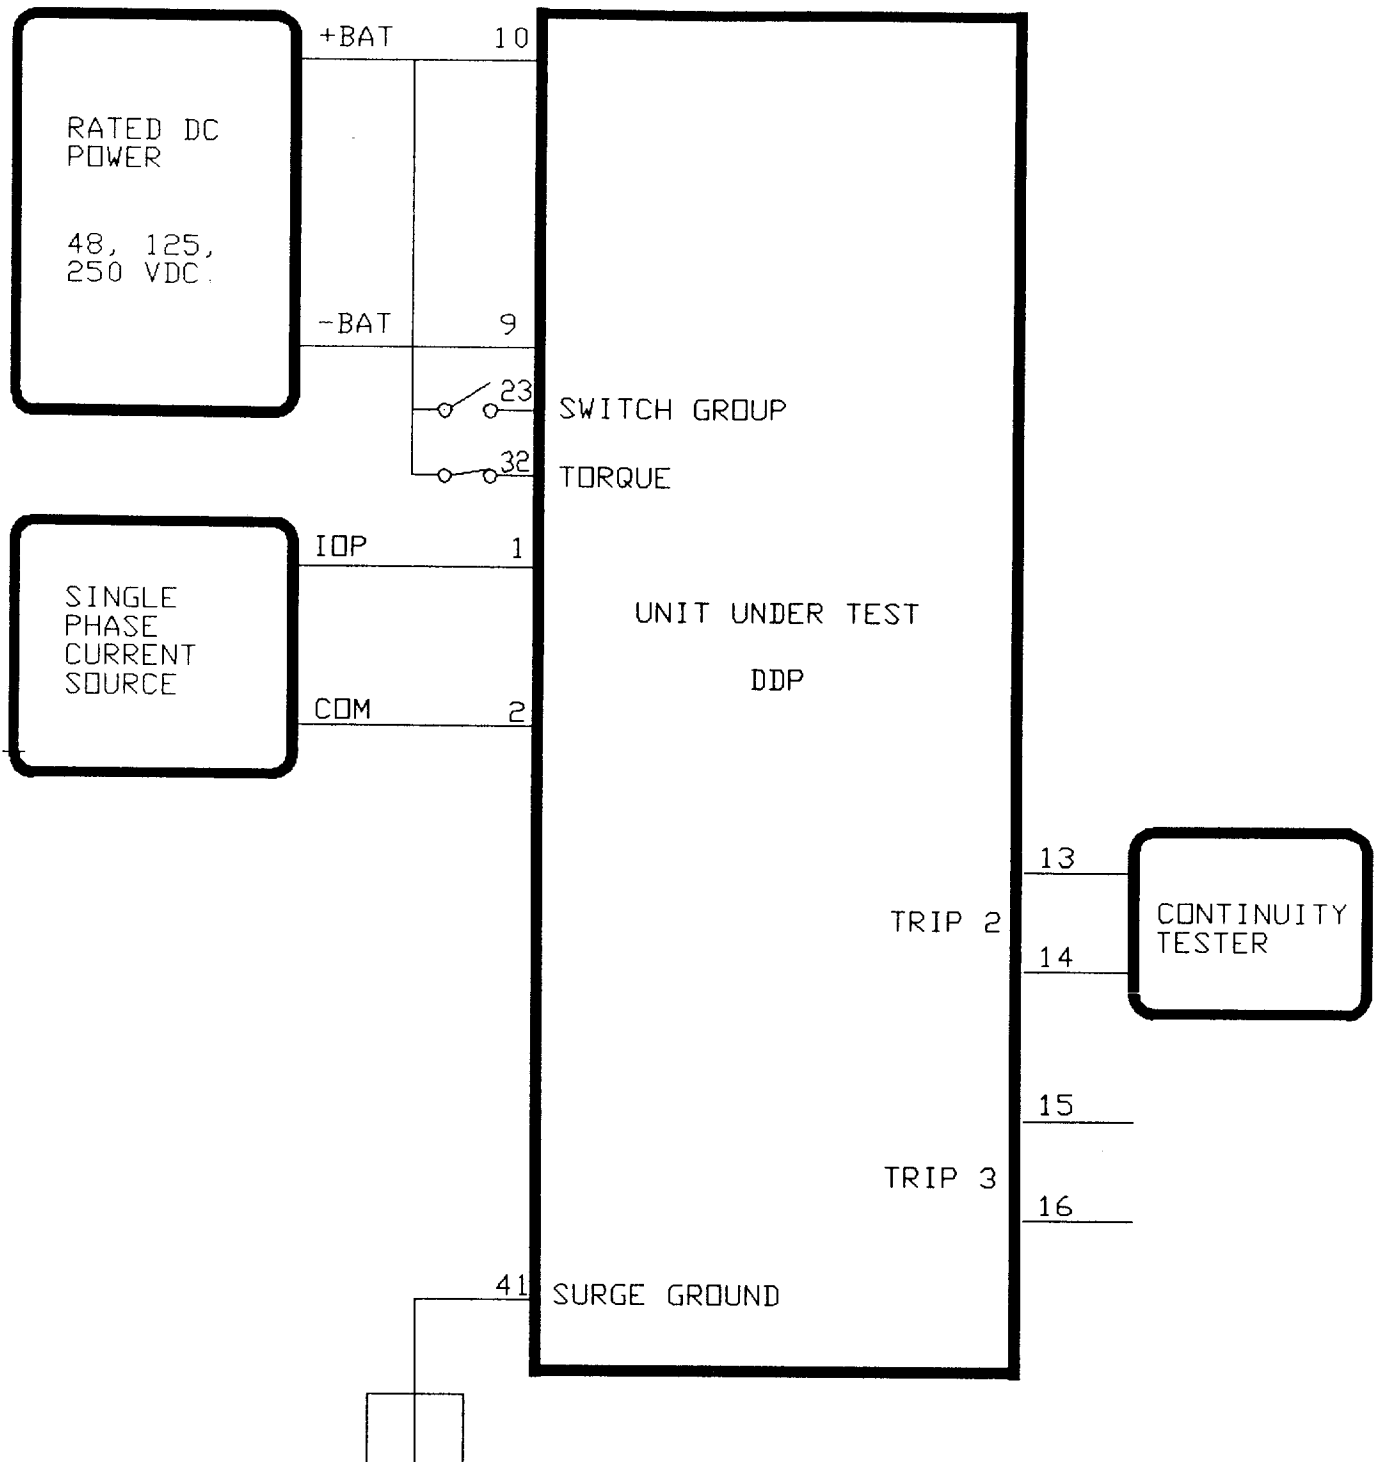 +BAT 10
RATED DC
POWER
48, 125,
250 VDC.
-BAT 9
23 SWITCH GROUP
32 TORQUE
IOP 1
SINGLE
PHASE
CURRENT
SOURCE
UNIT UNDER TEST
DDP
COM 2
13
TRIP 2
CONTINUITY
TESTER
14
15
TRIP 3
16
41 SURGE GROUND